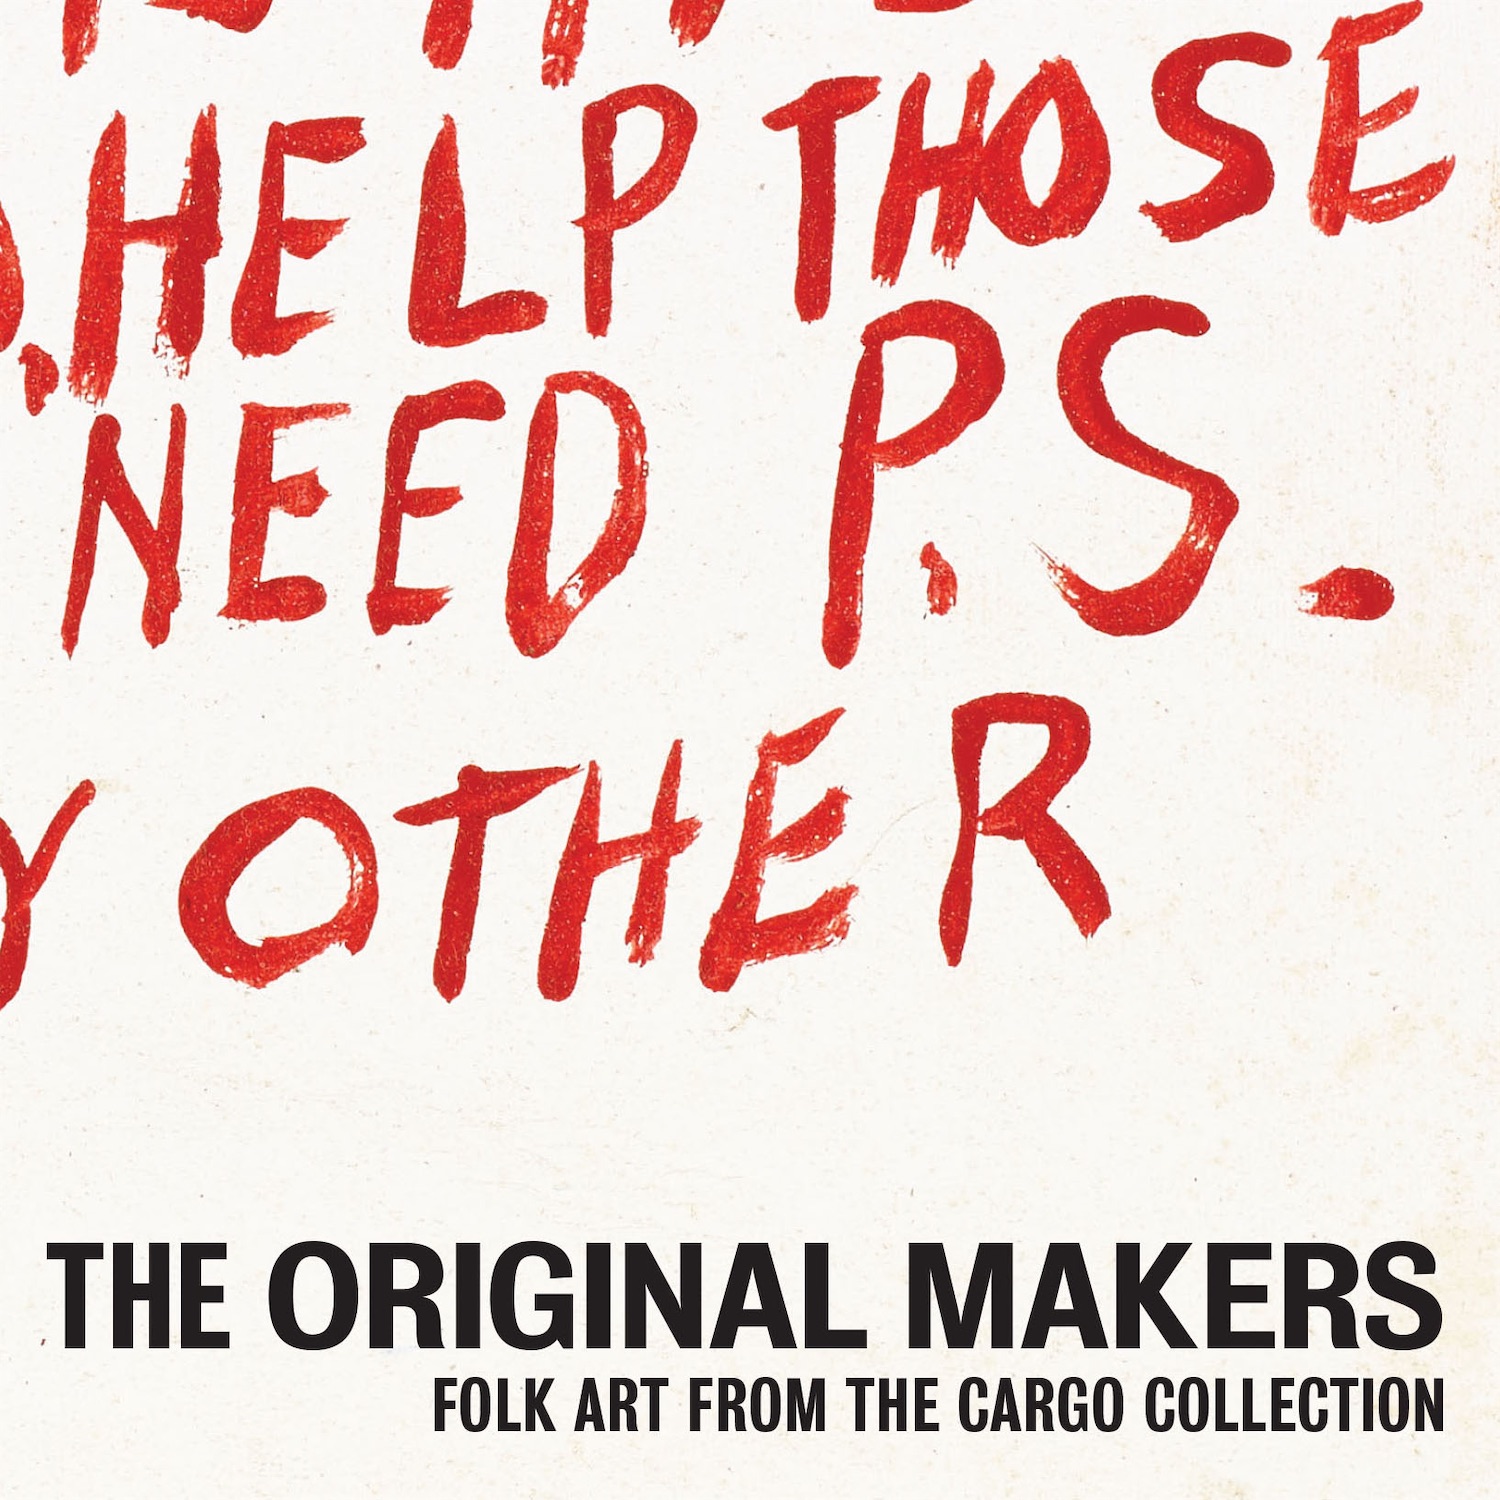 , HELP THOSE
NEED P.S.
Y OTHER
THE ORIGINAL MAKERS
FOLK ART FROM THE CARGO COLLECTION